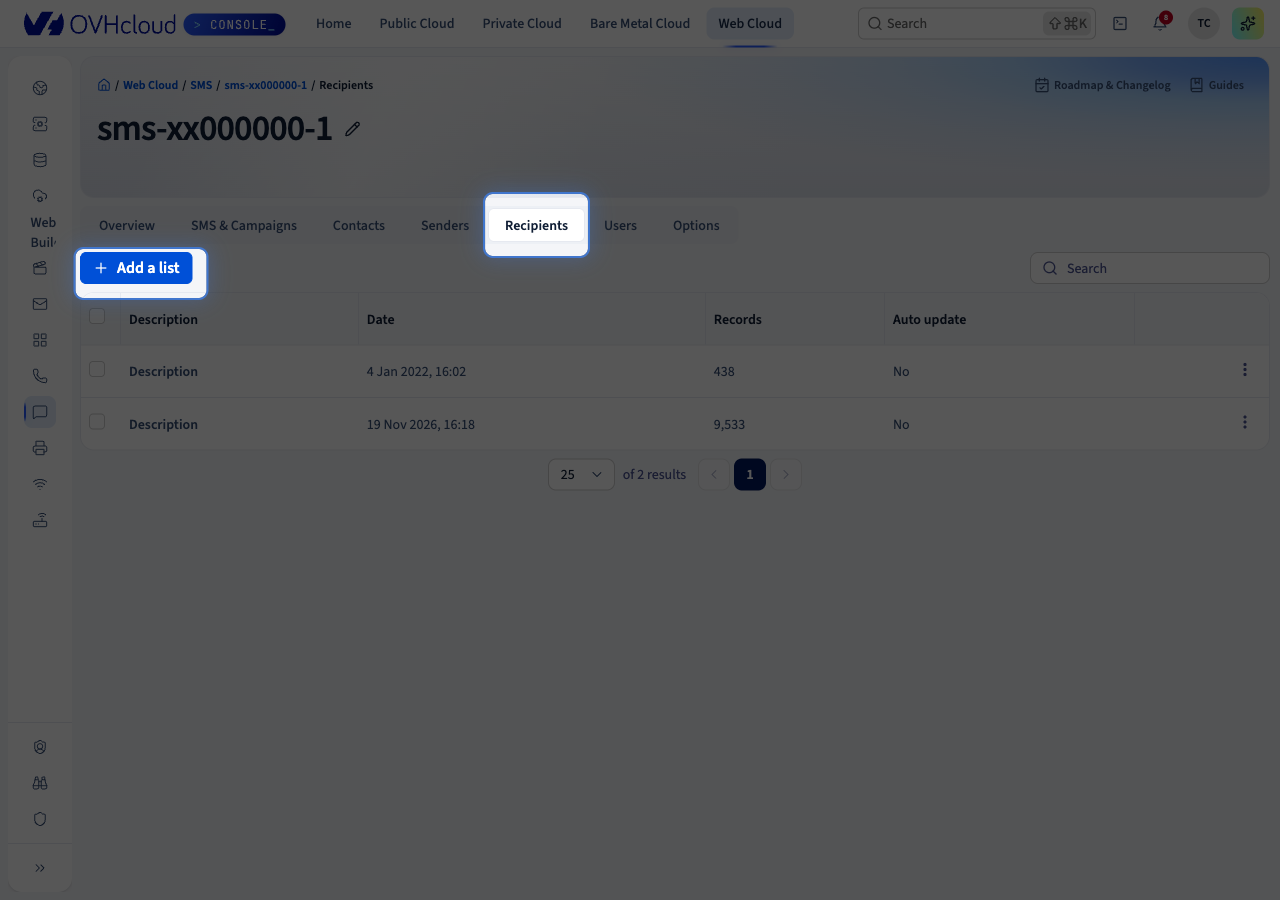 OVHcloud > CONSOLE_ Home Public Cloud Private Cloud Bare Metal Cloud Web Cloud Search ⇧⌘K 8 TC
/ Web Cloud / SMS / sms-xx000000-1 / Recipients Roadmap & Changelog Guides
sms-xx000000-1
Web
Overview SMS & Campaigns Contacts Senders Recipients Users Options
+ Add a list Search
Description Date Records Auto update
Description 4 Jan 2022, 16:02 438 No
Description 19 Nov 2026, 16:18 9,533 No
25 of 2 results 1